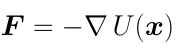 𝑭 = −∇ U(𝒙)